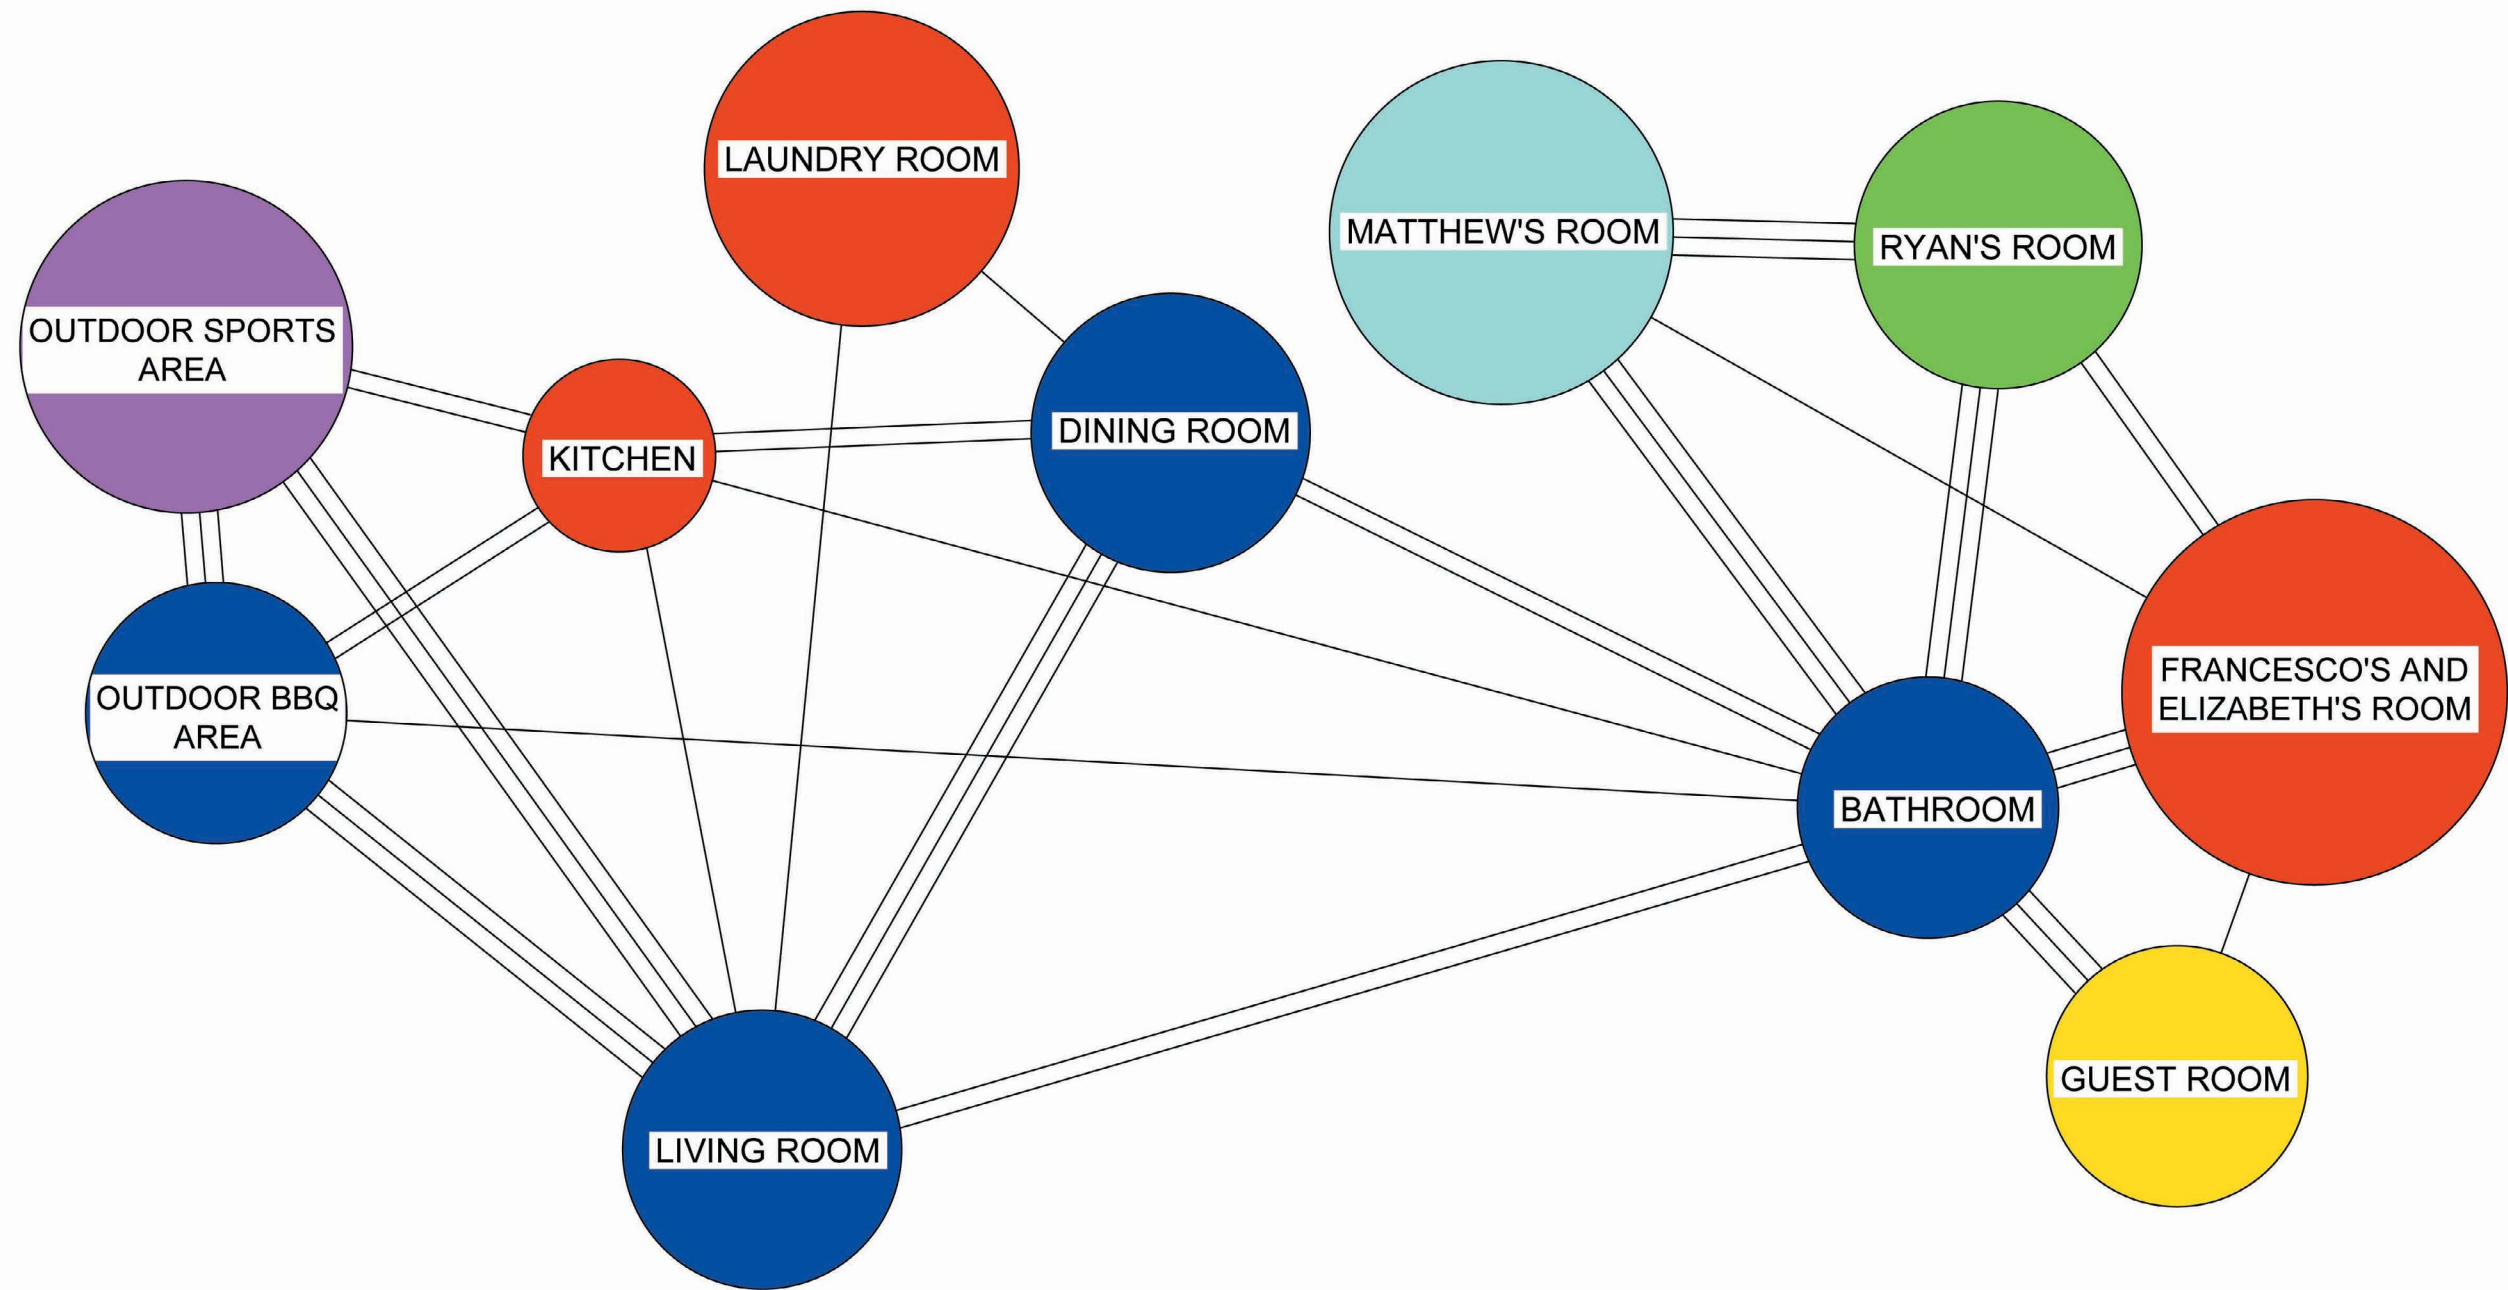 LAUNDRY ROOM
MATTHEW'S ROOM
RYAN'S ROOM
OUTDOOR SPORTS
AREA
KITCHEN
DINING ROOM
FRANCESCO'S AND
ELIZABETH'S ROOM
OUTDOOR BBQ
AREA
BATHROOM
GUEST ROOM
LIVING ROOM